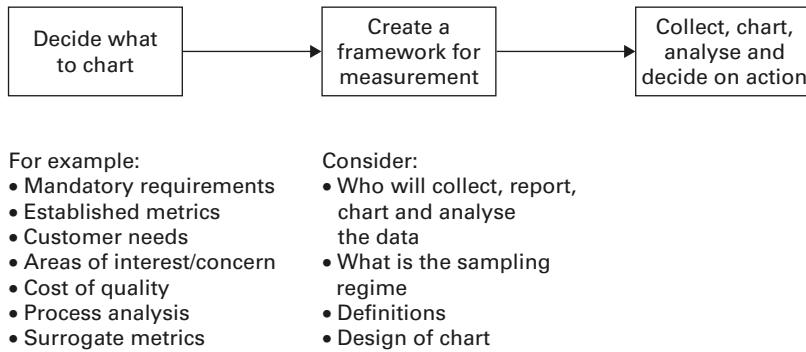 Decide what
to chart
Create a
framework for
measurement
Collect, chart,
analyse and
decide on action
For example:
• Mandatory requirements
• Established metrics
• Customer needs
• Areas of interest/concern
• Cost of quality
• Process analysis
• Surrogate metrics
Consider:
• Who will collect, report,
chart and analyse
the data
• What is the sampling
regime
• Definitions
• Design of chart